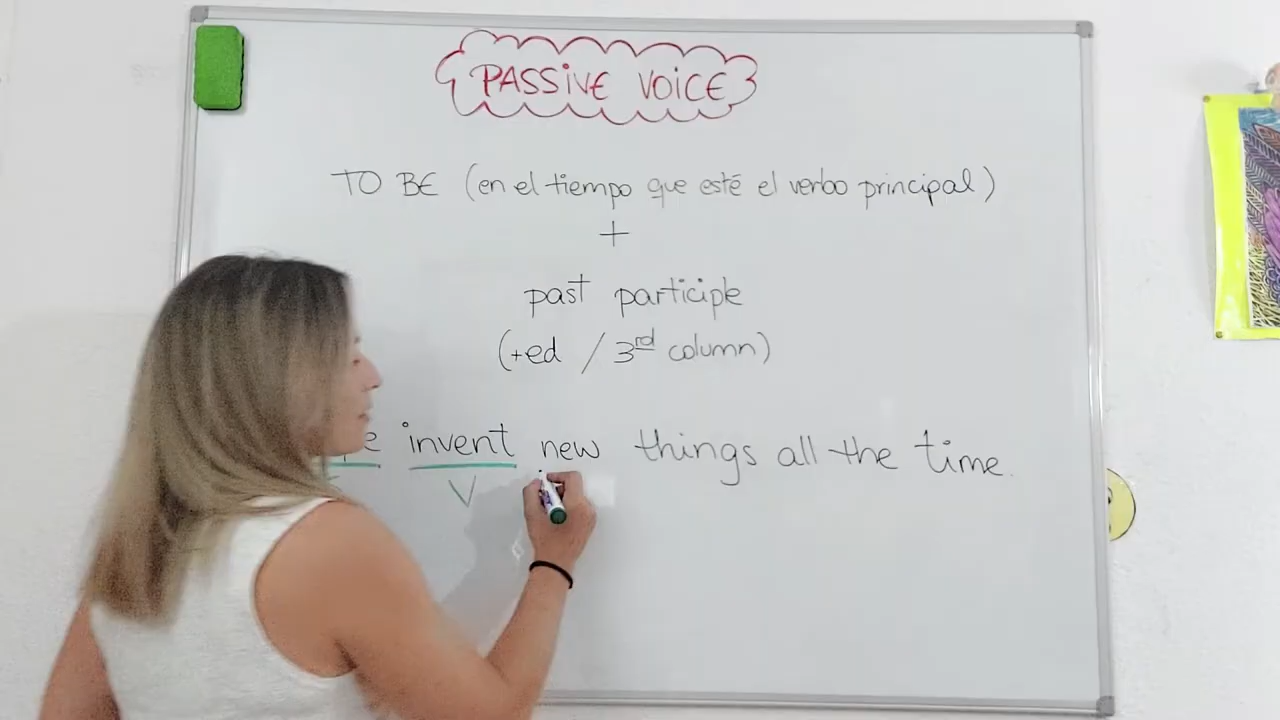 PASSIVE VOICE
TO BE (en el tiempo que esté el verbo principal)
+
past participle
(+ed / 3rd column)
invent new things all the time.
V